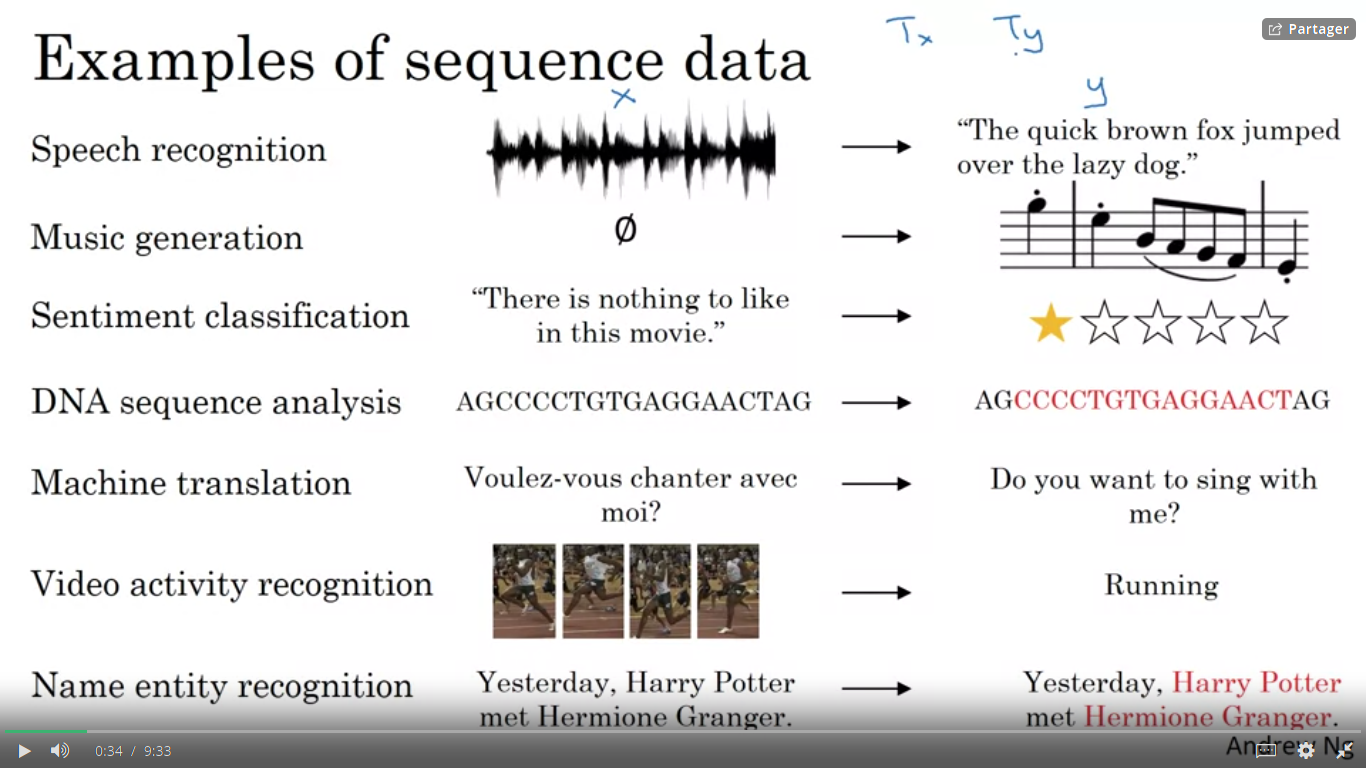 Tx Ty
Partager
Examples of sequence data
x
y
Speech recognition
“The quick brown fox jumped
over the lazy dog.”
Music generation
Ø
Sentiment classification
“There is nothing to like
in this movie.”
DNA sequence analysis
AGCCCCTGTGAGGAACTAG
AGCCCCTGTGAGGAACTAG
Machine translation
Voulez-vous chanter avec
moi?
Do you want to sing with
me?
Video activity recognition
Running
Name entity recognition
Yesterday, Harry Potter
met Hermione Granger.
Yesterday, Harry Potter
met Hermione Granger.
Andrew Ng
0:34 / 9:33